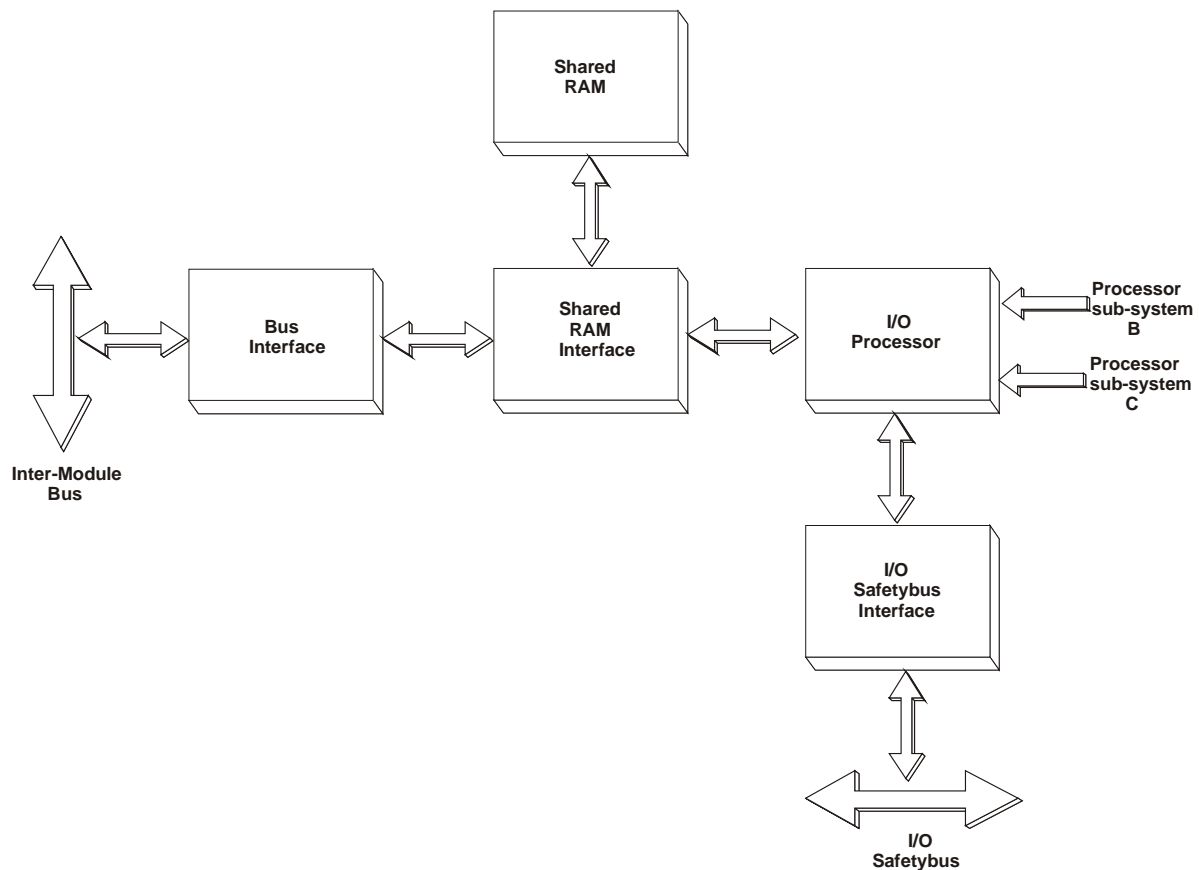 Shared
RAM
Bus
Interface
Shared
RAM
Interface
I/O
Processor
Processor
sub-system
B
Processor
sub-system
C
Inter-Module
Bus
I/O
Safetybus
Interface
I/O
Safetybus